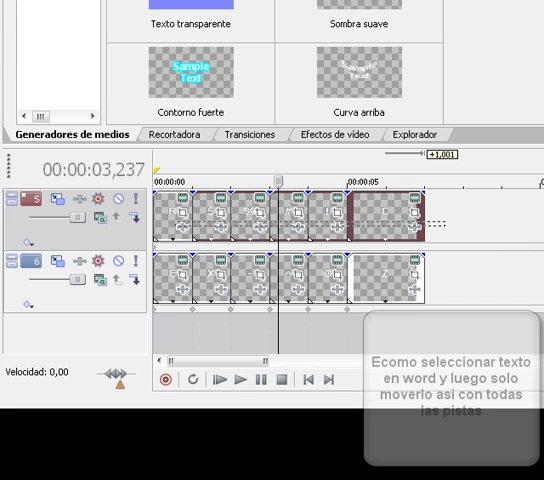 Texto transparente
Sombra suave
Sample
Text
Sample
Text
Contorno fuerte
Curva arriba
Generadores de medios
Recortadora
Transiciones
Efectos de vídeo
Explorador
00:00:03,237
+1,001
00:00:00
00:00:05
5
6
C
E
X
-
^
@
Z
Velocidad: 0,00
Ecomo seleccionar texto
en word y luego solo
moverlo asi con todas
las pistas